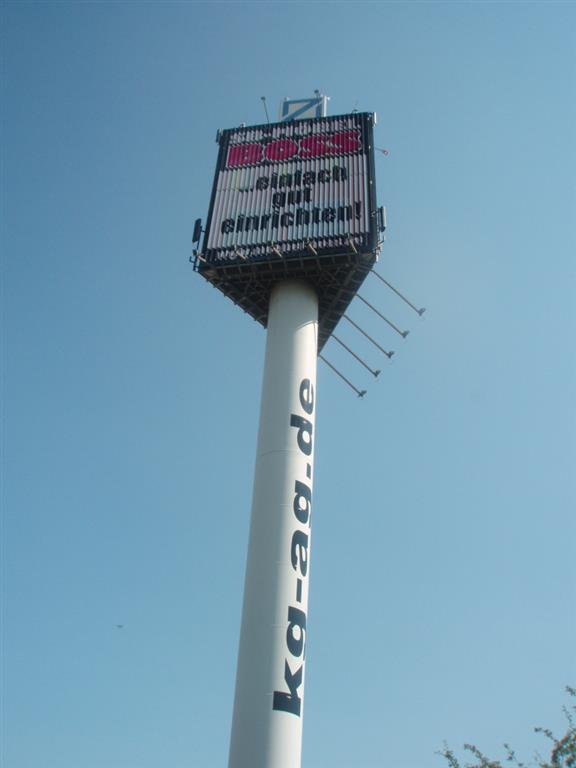 BOSS
...einfach
gut
einrichten!
kg-ag.de